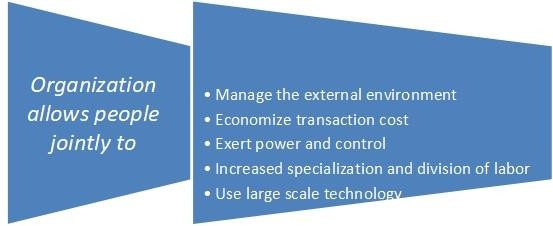 Organization
allows people
jointly to
• Manage the external environment
• Economize transaction cost
• Exert power and control
• Increased specialization and division of labor
• Use large scale technology